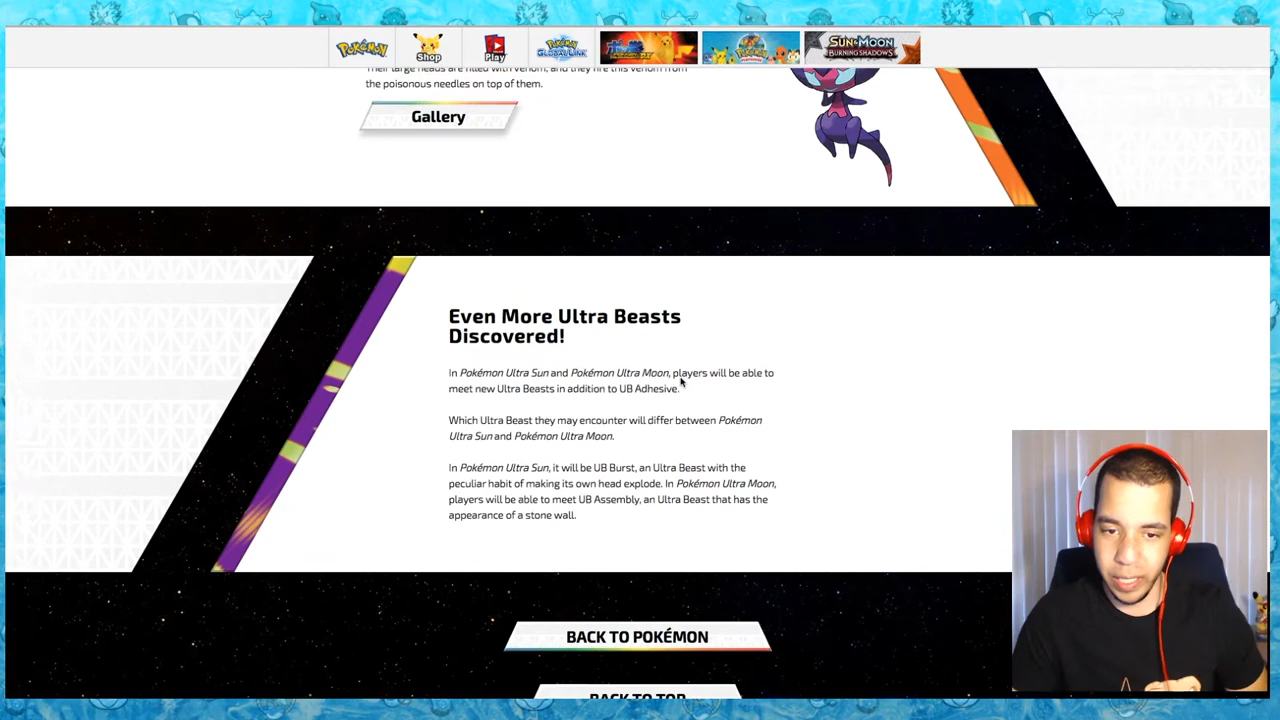 Pokémon
Shop
Play
Pokémon
Global Link
SUN & MOON
BURNING SHADOWS
Their large heads are filled with venom, and they fire this venom from
the poisonous needles on top of them.
Gallery
Even More Ultra Beasts
Discovered!
In Pokémon Ultra Sun and Pokémon Ultra Moon, players will be able to
meet new Ultra Beasts in addition to UB Adhesive.
Which Ultra Beast they may encounter will differ between Pokémon
Ultra Sun and Pokémon Ultra Moon.
In Pokémon Ultra Sun, it will be UB Burst, an Ultra Beast with the
peculiar habit of making its own head explode. In Pokémon Ultra Moon,
players will be able to meet UB Assembly, an Ultra Beast that has the
appearance of a stone wall.
BACK TO POKÉMON
BACK TO TOP